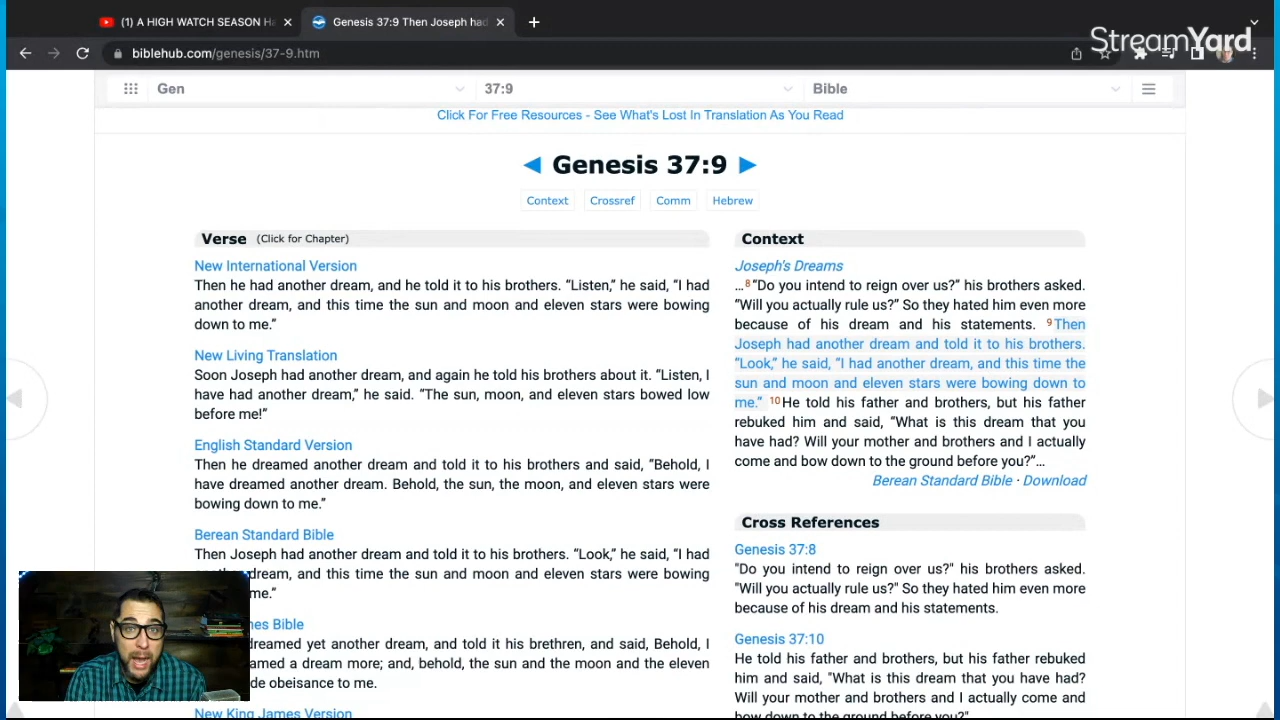 (1) A HIGH WATCH SEASON Ha
Genesis 37:9 Then Joseph had
StreamYard
biblehub.com/genesis/37-9.htm
Gen
37:9
Bible
Click For Free Resources - See What's Lost In Translation As You Read
Genesis 37:9
Context
Crossref
Comm
Hebrew
Verse (Click for Chapter)
New International Version
Then he had another dream, and he told it to his brothers. “Listen,” he said, “I had
another dream, and this time the sun and moon and eleven stars were bowing
down to me.”
New Living Translation
Soon Joseph had another dream, and again he told his brothers about it. “Listen, I
have had another dream,” he said. “The sun, moon, and eleven stars bowed low
before me!”
English Standard Version
Then he dreamed another dream and told it to his brothers and said, “Behold, I
have dreamed another dream. Behold, the sun, the moon, and eleven stars were
bowing down to me.”
Berean Standard Bible
Then Joseph had another dream and told it to his brothers. “Look,” he said, “I had
dream, and this time the sun and moon and eleven stars were bowing
me.”
Bible
dreamed yet another dream, and told it his brethren, and said, Behold, I
a dream more; and, behold, the sun and the moon and the eleven
obeisance to me.
New King James Version
Context
Joseph's Dreams
…8“Do you intend to reign over us?” his brothers asked.
“Will you actually rule us?” So they hated him even more
because of his dream and his statements. 9Then
Joseph had another dream and told it to his brothers.
“Look,” he said, “I had another dream, and this time the
sun and moon and eleven stars were bowing down to
me.” 10He told his father and brothers, but his father
rebuked him and said, “What is this dream that you
have had? Will your mother and brothers and I actually
come and bow down to the ground before you?”…
Berean Standard Bible · Download
Cross References
Genesis 37:8
"Do you intend to reign over us?" his brothers asked.
"Will you actually rule us?" So they hated him even more
because of his dream and his statements.
Genesis 37:10
He told his father and brothers, but his father rebuked
him and said, "What is this dream that you have had?
Will your mother and brothers and I actually come and
bow down to the ground before you?"